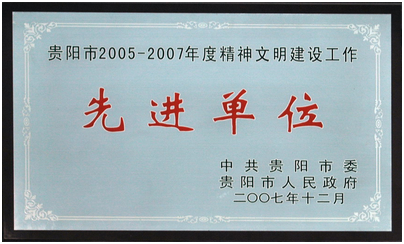 贵阳市2005-2007年度精神文明建设工作
先进单位
中共贵阳市委
贵阳市人民政府
二〇〇七年十二月